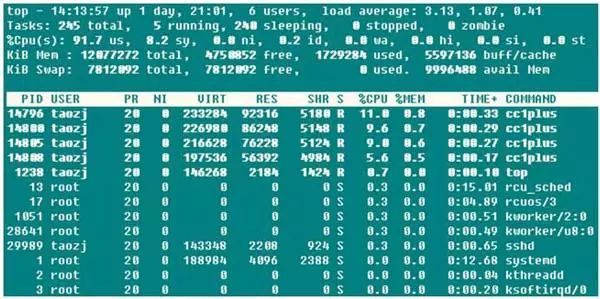 top - 14:13:57 up 1 day, 21:01, 6 users, load average: 3.13, 1.07, 0.41
Tasks: 245 total, 5 running, 240 sleeping, 0 stopped, 0 zombie
%Cpu(s): 91.7 us, 8.2 sy, 0.0 ni, 0.2 id, 0.0 wa, 0.0 hi, 0.0 si, 0.0 st
KiB Mem : 12077272 total, 4750852 free, 1729284 used, 5597136 buff/cache
KiB Swap: 7812092 total, 7812092 free, 0 used. 9996488 avail Mem
PID USER PR NI VIRT RES SHR S %CPU %MEM TIME+ COMMAND
14796 taozj 20 0 233284 92316 5180 R 11.0 0.8 0:00.33 cc1plus
14800 taozj 20 0 226980 86248 5148 R 9.6 0.7 0:00.29 cc1plus
14805 taozj 20 0 216628 76228 5124 R 9.0 0.6 0:00.27 cc1plus
14808 taozj 20 0 197536 56392 4984 R 5.6 0.5 0:00.17 cc1plus
1238 taozj 20 0 146268 2184 1424 R 0.7 0.0 0:00.10 top
13 root 20 0 0 0 0 S 0.3 0.0 0:15.01 rcu_sched
17 root 20 0 0 0 0 S 0.3 0.0 0:04.89 rcuos/3
1051 root 20 0 0 0 0 S 0.3 0.0 0:00.51 kworker/2:0
28641 root 20 0 0 0 0 S 0.3 0.0 0:00.49 kworker/u8:0
29989 taozj 20 0 143348 2208 924 S 0.3 0.0 0:00.65 sshd
1 root 20 0 188984 4096 2388 S 0.0 0.0 0:12.68 systemd
2 root 20 0 0 0 0 S 0.0 0.0 0:00.04 kthreadd
3 root 20 0 0 0 0 S 0.0 0.0 0:00.20 ksoftirqd/0